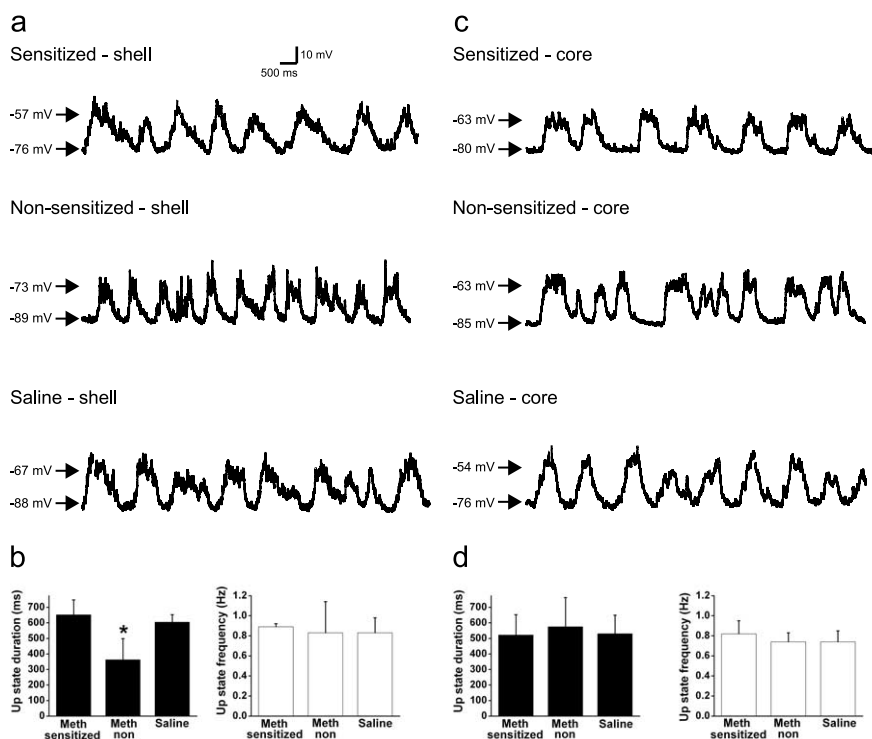 a
Sensitized - shell
10 mV
500 ms
-57 mV
-76 mV
Non-sensitized - shell
-73 mV
-89 mV
Saline - shell
-67 mV
-88 mV
c
Sensitized - core
-63 mV
-80 mV
Non-sensitized - core
-63 mV
-85 mV
Saline - core
-54 mV
-76 mV
b
Up state duration (ms)
700
600
500
400
300
200
100
0
*
Meth sensitized
Meth non
Saline
Up state frequency (Hz)
1.2
1.0
0.8
0.6
0.4
0.2
0.0
Meth sensitized
Meth non
Saline
d
Up state duration (ms)
700
600
500
400
300
200
100
0
Meth sensitized
Meth non
Saline
Up state frequency (Hz)
1.2
1.0
0.8
0.6
0.4
0.2
0.0
Meth sensitized
Meth non
Saline